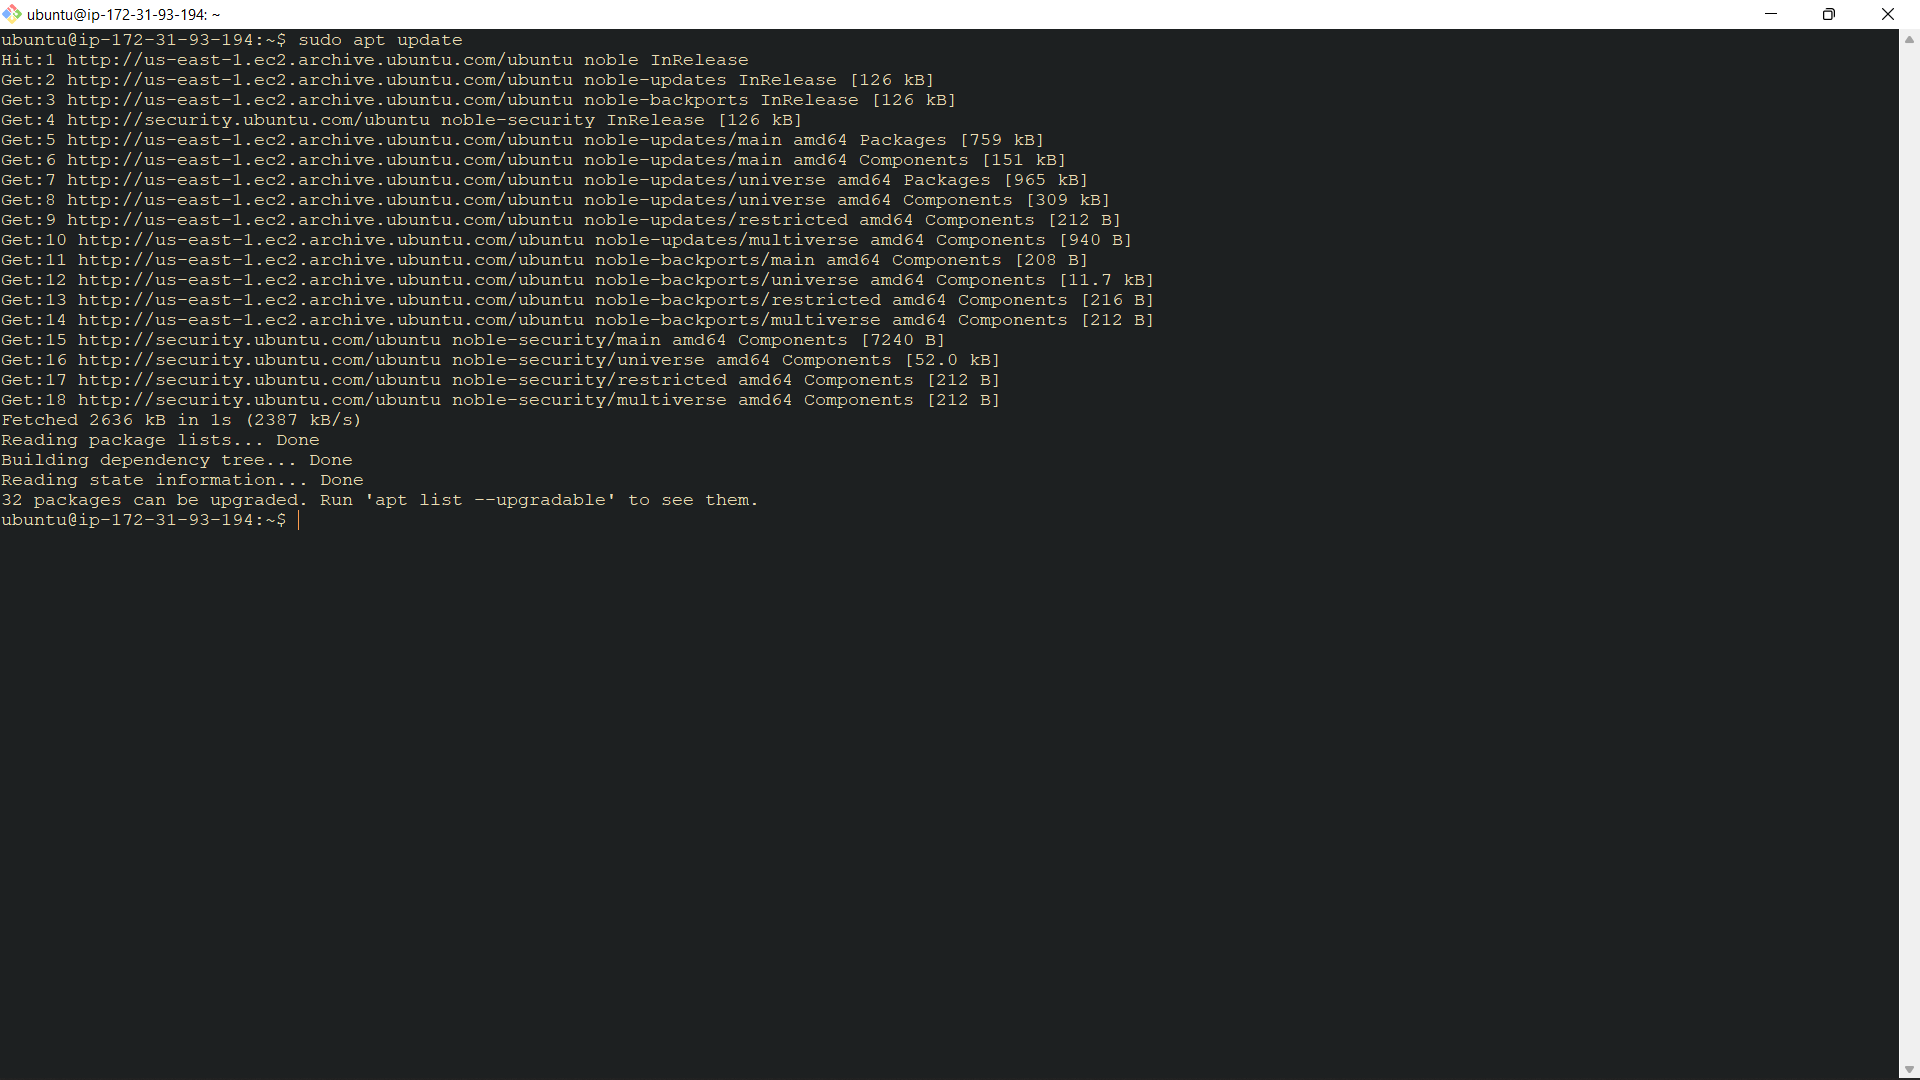 ubuntu@ip-172-31-93-194: ~
ubuntu@ip-172-31-93-194:~$ sudo apt update
Hit:1 http://us-east-1.ec2.archive.ubuntu.com/ubuntu noble InRelease
Get:2 http://us-east-1.ec2.archive.ubuntu.com/ubuntu noble-updates InRelease [126 kB]
Get:3 http://us-east-1.ec2.archive.ubuntu.com/ubuntu noble-backports InRelease [126 kB]
Get:4 http://security.ubuntu.com/ubuntu noble-security InRelease [126 kB]
Get:5 http://us-east-1.ec2.archive.ubuntu.com/ubuntu noble-updates/main amd64 Packages [759 kB]
Get:6 http://us-east-1.ec2.archive.ubuntu.com/ubuntu noble-updates/main amd64 Components [151 kB]
Get:7 http://us-east-1.ec2.archive.ubuntu.com/ubuntu noble-updates/universe amd64 Packages [965 kB]
Get:8 http://us-east-1.ec2.archive.ubuntu.com/ubuntu noble-updates/universe amd64 Components [309 kB]
Get:9 http://us-east-1.ec2.archive.ubuntu.com/ubuntu noble-updates/restricted amd64 Components [212 B]
Get:10 http://us-east-1.ec2.archive.ubuntu.com/ubuntu noble-updates/multiverse amd64 Components [940 B]
Get:11 http://us-east-1.ec2.archive.ubuntu.com/ubuntu noble-backports/main amd64 Components [208 B]
Get:12 http://us-east-1.ec2.archive.ubuntu.com/ubuntu noble-backports/universe amd64 Components [11.7 kB]
Get:13 http://us-east-1.ec2.archive.ubuntu.com/ubuntu noble-backports/restricted amd64 Components [216 B]
Get:14 http://us-east-1.ec2.archive.ubuntu.com/ubuntu noble-backports/multiverse amd64 Components [212 B]
Get:15 http://security.ubuntu.com/ubuntu noble-security/main amd64 Components [7240 B]
Get:16 http://security.ubuntu.com/ubuntu noble-security/universe amd64 Components [52.0 kB]
Get:17 http://security.ubuntu.com/ubuntu noble-security/restricted amd64 Components [212 B]
Get:18 http://security.ubuntu.com/ubuntu noble-security/multiverse amd64 Components [212 B]
Fetched 2636 kB in 1s (2387 kB/s)
Reading package lists... Done
Building dependency tree... Done
Reading state information... Done
32 packages can be upgraded. Run 'apt list --upgradable' to see them.
ubuntu@ip-172-31-93-194:~$